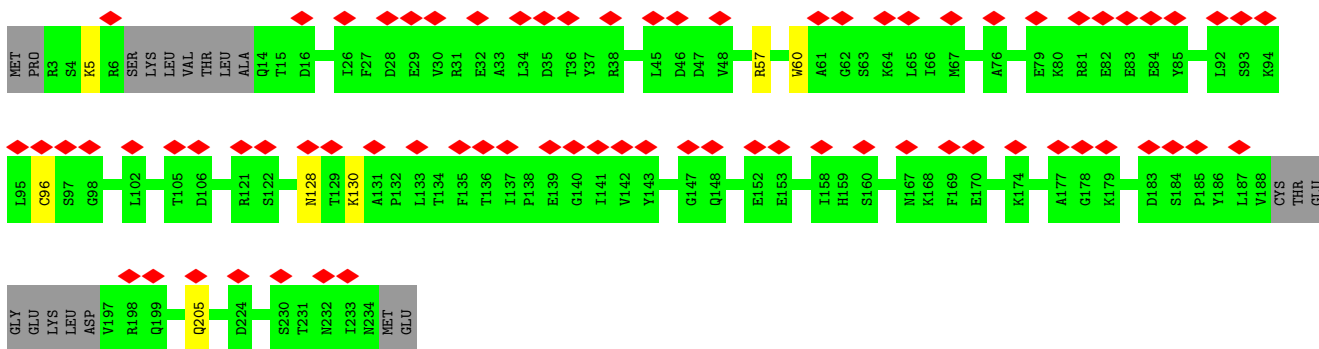 MET PRO R3 S4 K5 R6 SER LYS LEU VAL THR LEU ALA Q14 T15 D16 I26 F27 D28 E29 V30 R31 E32 A33 L34 D35 T36 Y37 R38 L45 D46 D47 V48 R57 W60 A61 G62 S63 K64 L65 I66 M67 A76 E79 K80 R81 E82 E83 E84 Y85 L92 S93 K94
L95 C96 S97 G98 L102 T105 D106 R121 S122 N128 T129 K130 A131 P132 L133 T134 F135 T136 I137 P138 E139 G140 I141 V142 Y143 G147 Q148 E152 E153 I158 H159 S160 N167 K168 F169 E170 K174 A177 G178 K179 D183 S184 P185 Y186 L187 V188 CYS THR GLU
GLY GLU LYS LEU ASP V197 R198 Q199 Q205 D224 S230 T231 N232 I233 N234 MET GLU